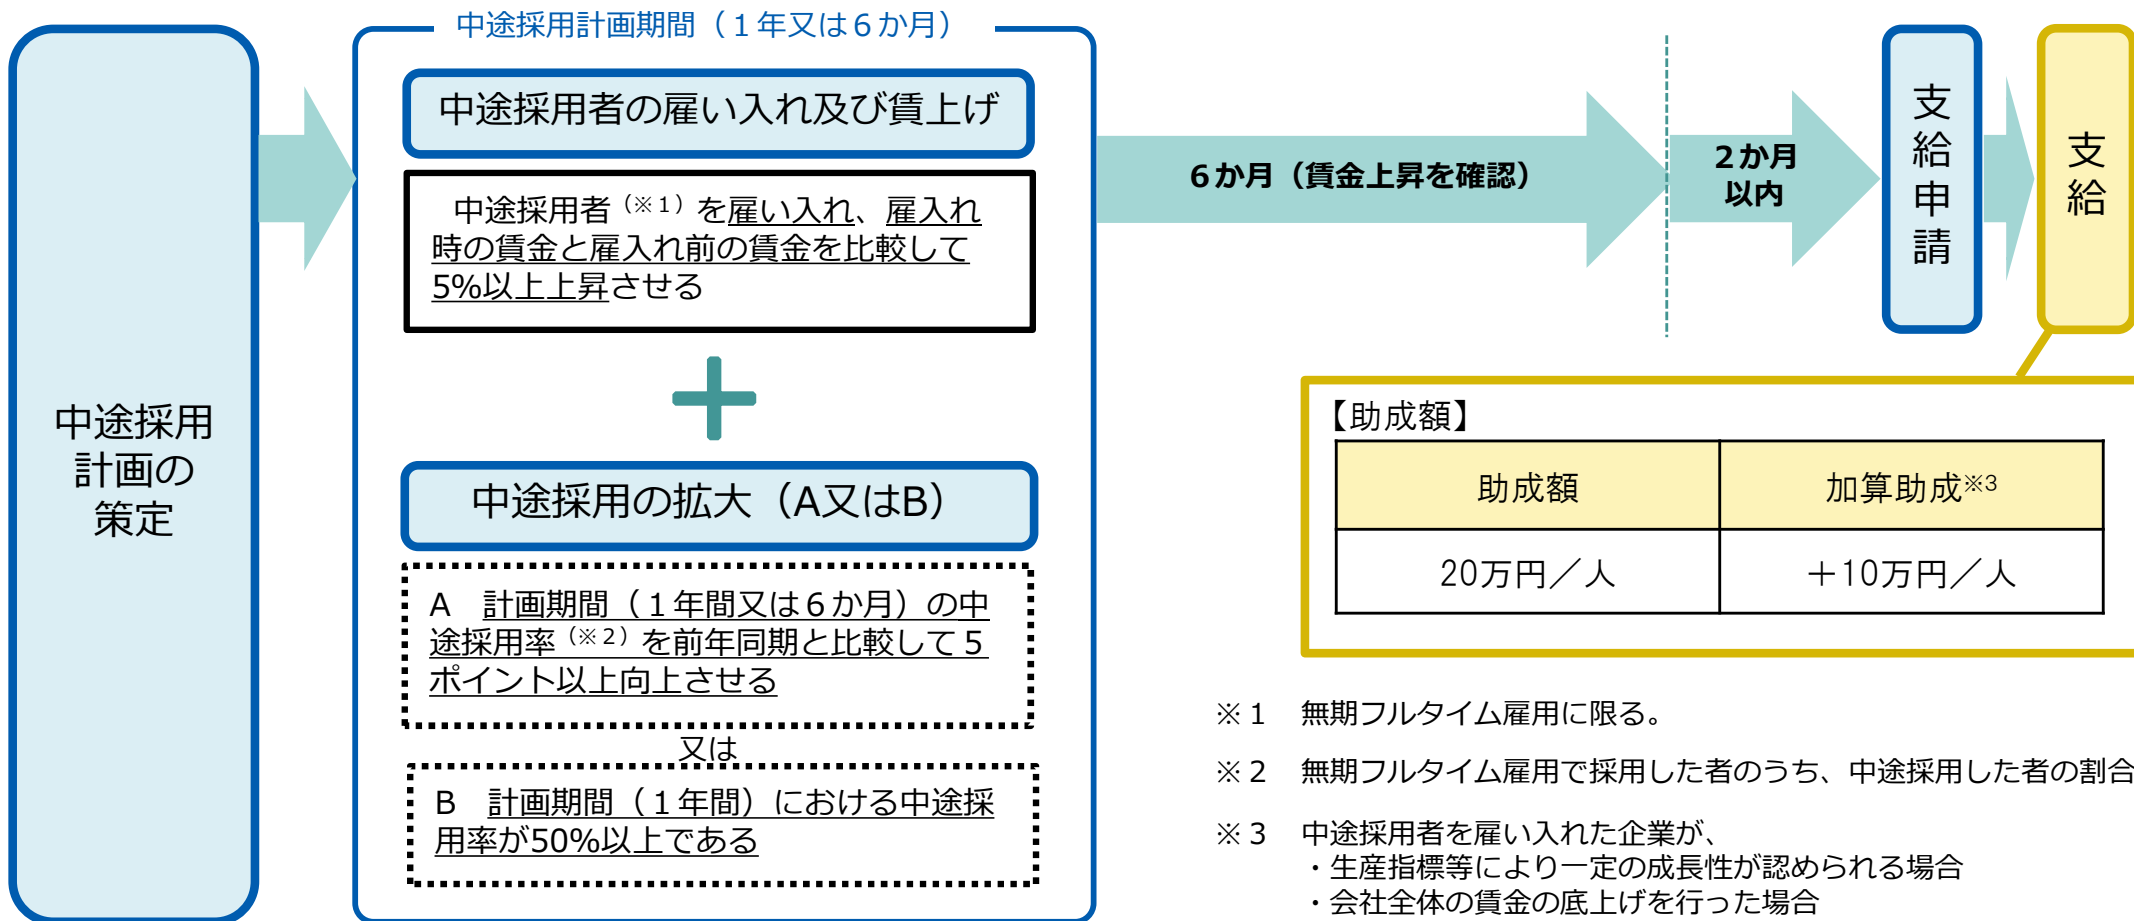 中途採用
計画の
策定
中途採用計画期間（１年又は６か月）
中途採用者の雇い入れ及び賃上げ
中途採用者（※１）を雇い入れ、雇入れ
時の賃金と雇入れ前の賃金を比較して
5%以上上昇させる
＋
中途採用の拡大（A又はB）
A　計画期間（１年間又は６か月）の中
途採用率（※２）を前年同期と比較して５
ポイント以上向上させる
又は
B　計画期間（１年間）における中途採
用率が50%以上である
６か月（賃金上昇を確認）
２か月
以内
支給申請
支給
【助成額】
助成額　加算助成※3
20万円／人　＋10万円／人
※１　無期フルタイム雇用に限る。
※２　無期フルタイム雇用で採用した者のうち、中途採用した者の割合
※３　中途採用者を雇い入れた企業が、
・生産指標等により一定の成長性が認められる場合
・会社全体の賃金の底上げを行った場合